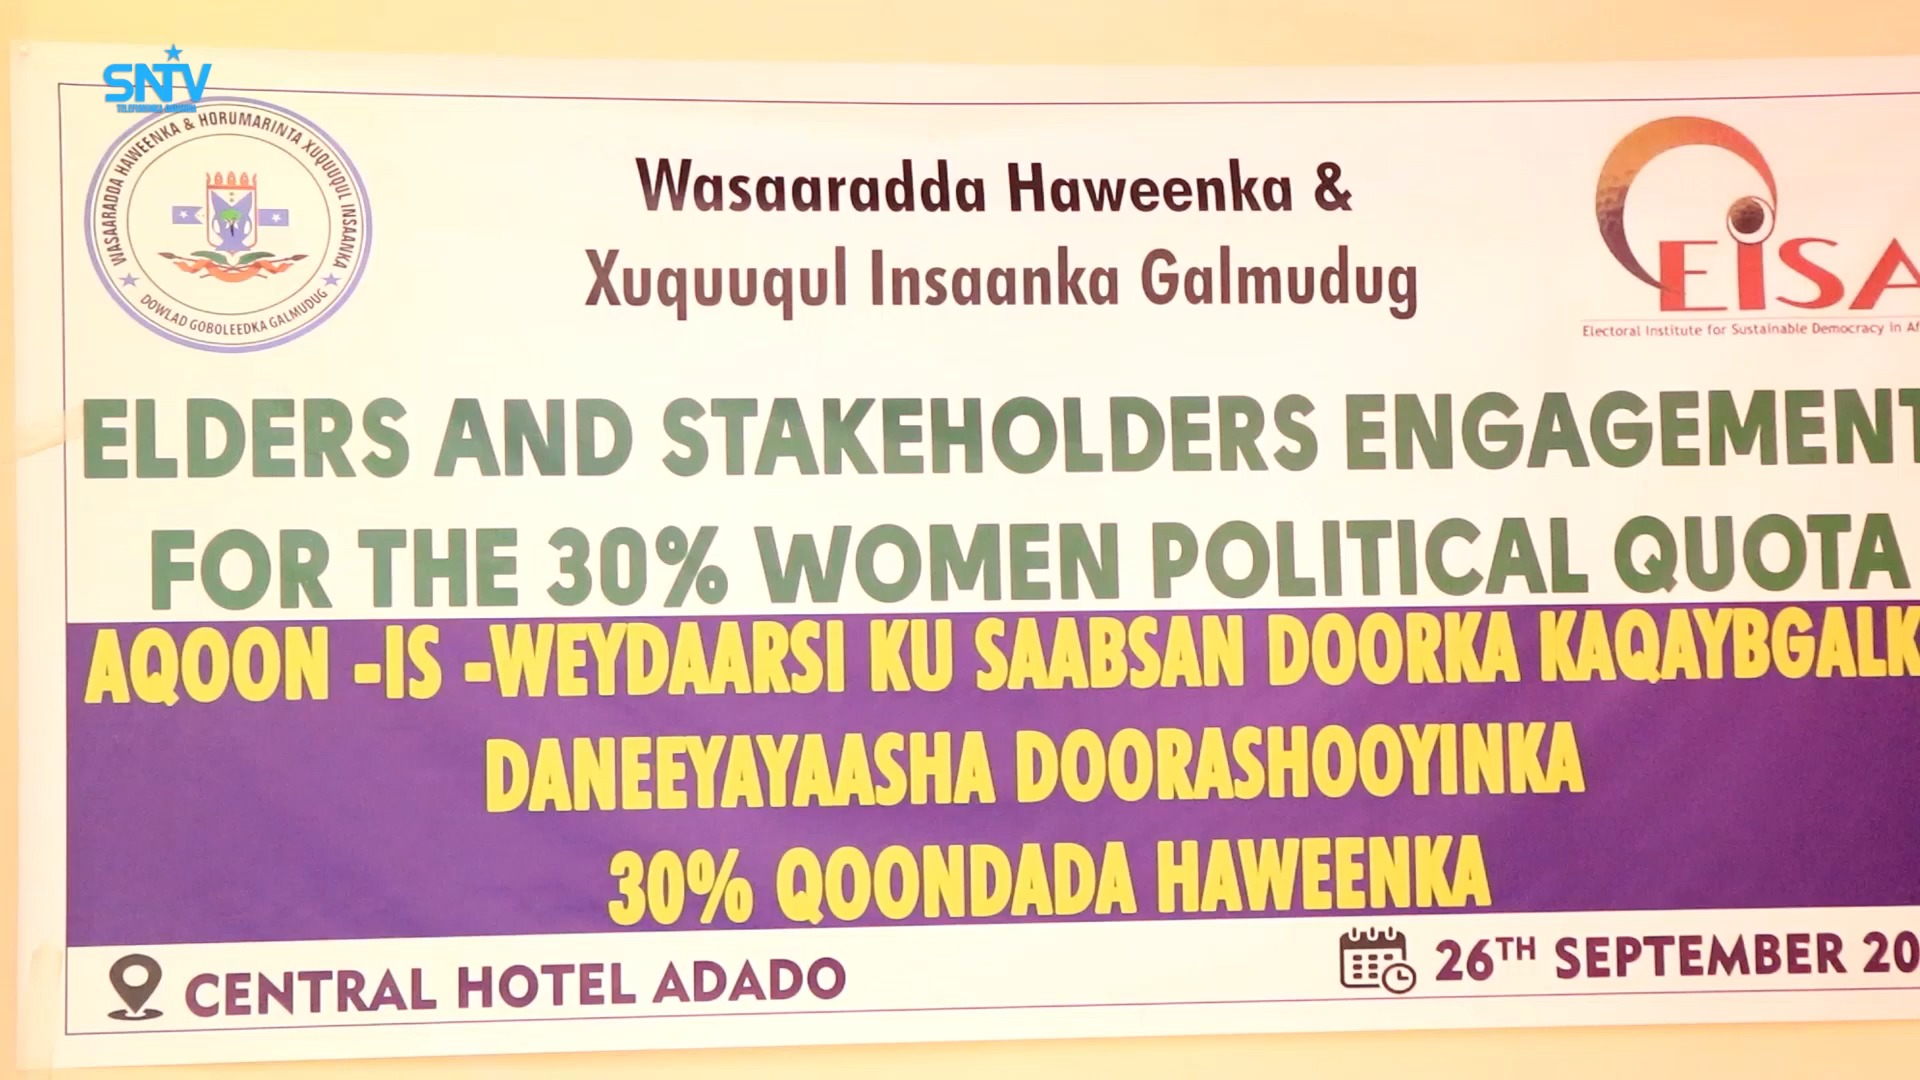 SNTV
WASAARADDA HAWEENKA & HORUMARINTA XUQUUQUL INSAANKA
DOWLAD GOBOLEEDKA GALMUDUG
Wasaaradda Haweenka &
Xuquuqul Insaanka Galmudug
EISA
Electoral Institute for Sustainable Democracy in Af
ELDERS AND STAKEHOLDERS ENGAGEMENT
FOR THE 30% WOMEN POLITICAL QUOTA
AQOON -IS -WEYDAARSI KU SAABSAN DOORKA KAQAYBGALK
DANEEYAYAASHA DOORASHOOYINKA
30% QOONDADA HAWEENKA
CENTRAL HOTEL ADADO
26TH SEPTEMBER 20